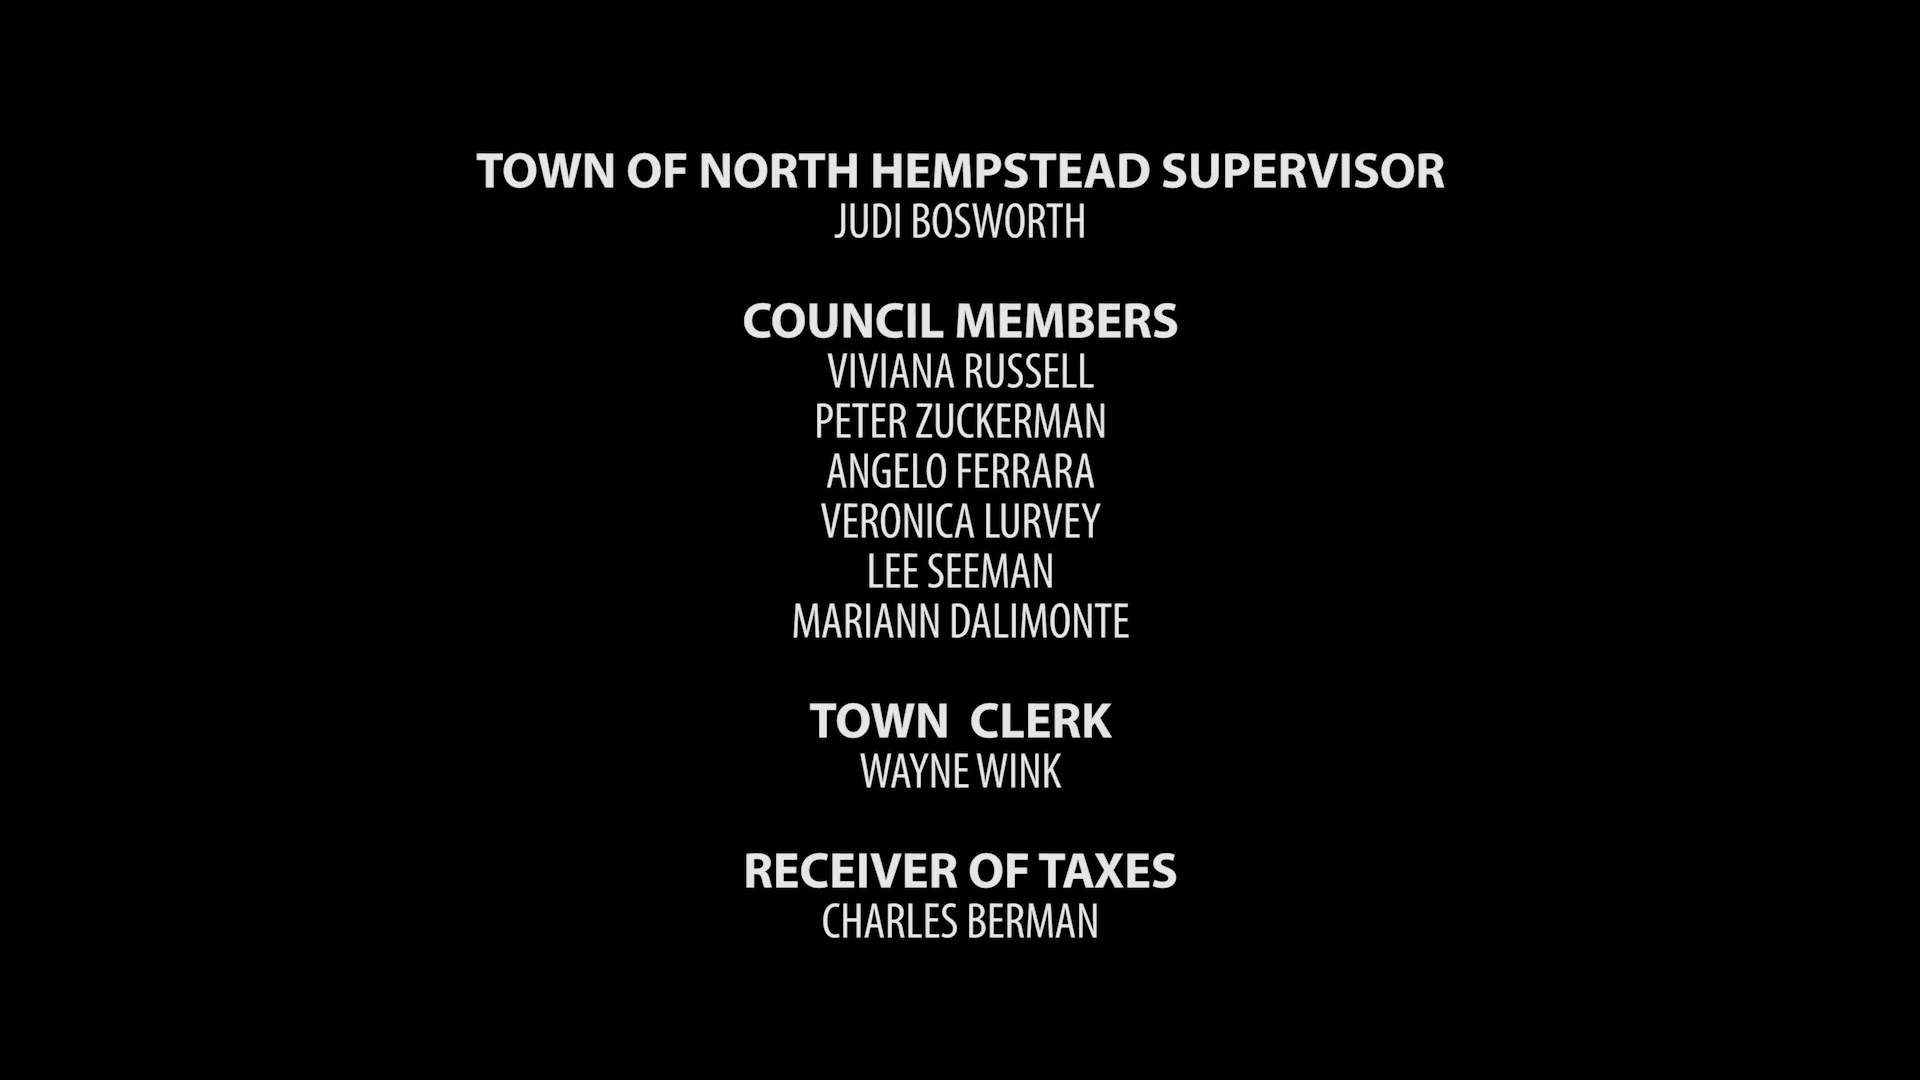 TOWN OF NORTH HEMPSTEAD SUPERVISOR
JUDI BOSWORTH
COUNCIL MEMBERS
VIVIANA RUSSELL
PETER ZUCKERMAN
ANGELO FERRARA
VERONICA LURVEY
LEE SEEMAN
MARIANN DALIMONTE
TOWN  CLERK
WAYNE WINK
RECEIVER OF TAXES
CHARLES BERMAN